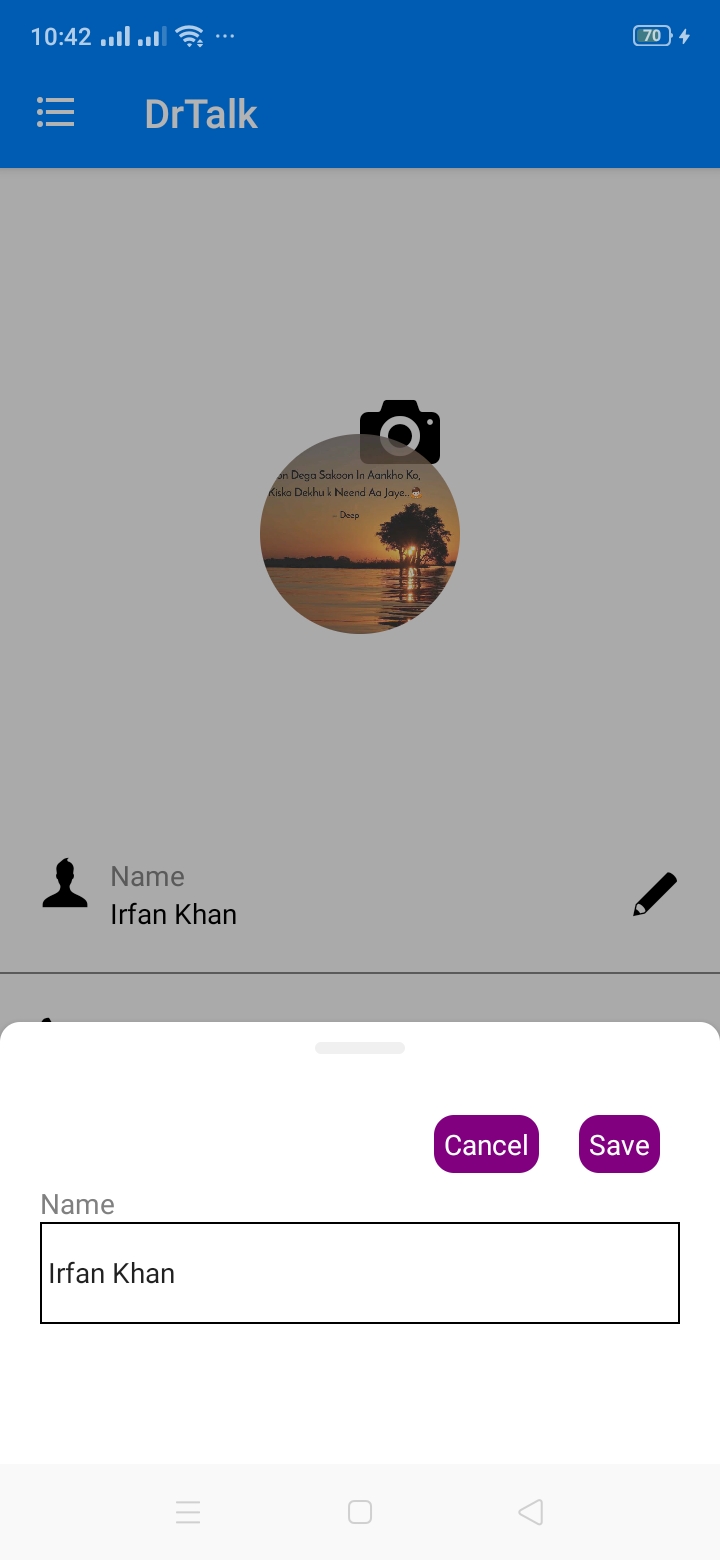 10:42
70
DrTalk
on Dega Sakoon In Aankho Ko,
Kiska Dekhu k Neend Aa Jaye..
- Deep
Name
Irfan Khan
Cancel
Save
Name
Irfan Khan